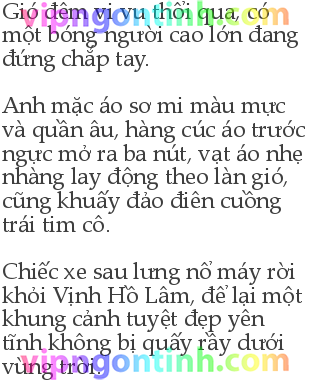 Gió đêm vi vu thổi qua, có
một bóng người cao lớn đang
đứng chắp tay.
Anh mặc áo sơ mi màu mực
và quần âu, hàng cúc áo trước
ngực mở ra ba nút, vạt áo nhẹ
nhàng lay động theo làn gió,
cũng khuấy đảo điên cuồng
trái tim cô.
Chiếc xe sau lưng nổ máy rời
khỏi Vịnh Hồ Lâm, để lại một
khung cảnh tuyệt đẹp yên
tĩnh không bị quấy rầy dưới
vùng trời.
vipngontinh.com
vipngontinh.com